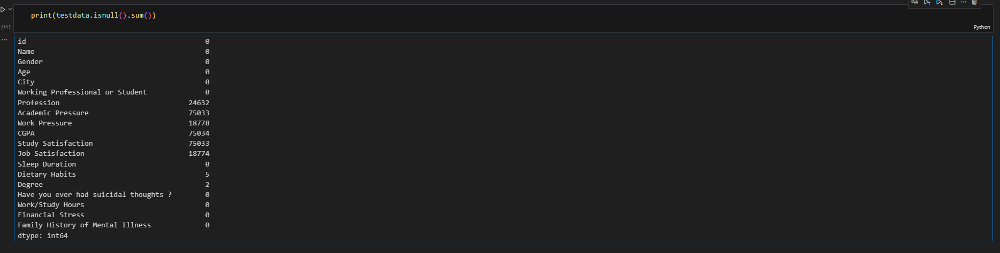 print(testdata.isnull().sum())
[15]
Python
id 0
Name 0
Gender 0
Age 0
City 0
Working Professional or Student 0
Profession 24632
Academic Pressure 75033
Work Pressure 18778
CGPA 75034
Study Satisfaction 75033
Job Satisfaction 18774
Sleep Duration 0
Dietary Habits 5
Degree 2
Have you ever had suicidal thoughts ? 0
Work/Study Hours 0
Financial Stress 0
Family History of Mental Illness 0
dtype: int64